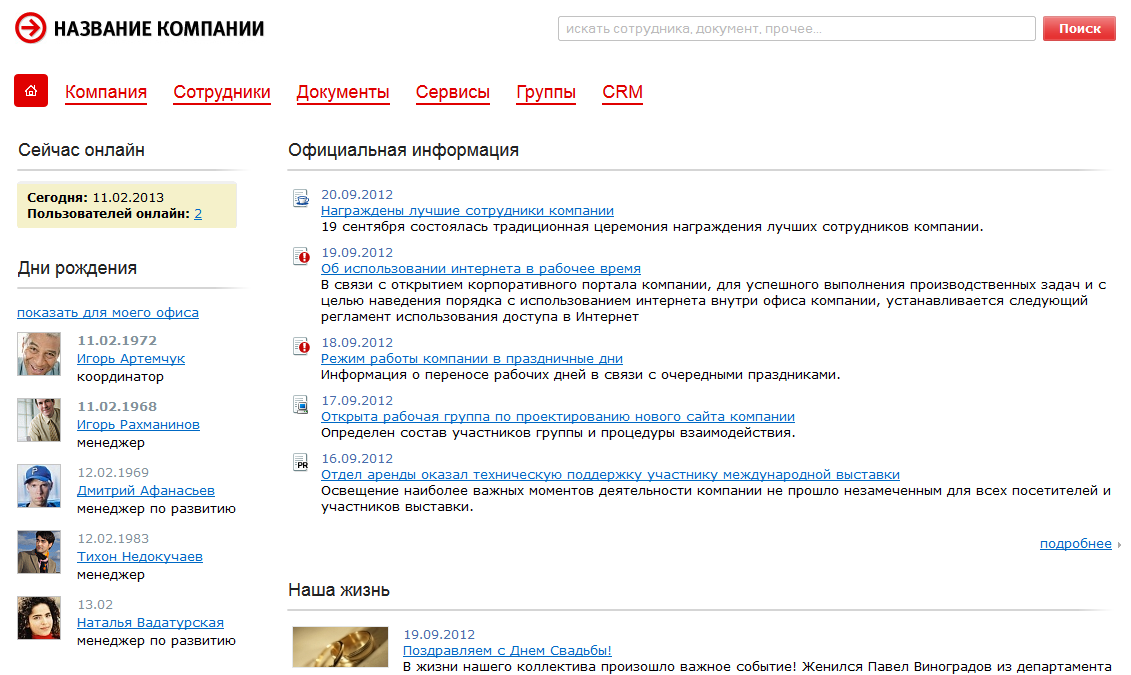 НАЗВАНИЕ КОМПАНИИ
искать сотрудника, документ, прочее...
Поиск
Компания Сотрудники Документы Сервисы Группы CRM
Сейчас онлайн
Сегодня: 11.02.2013
Пользователей онлайн: 2
Дни рождения
показать для моего офиса
11.02.1972
Игорь Артемчук
координатор
11.02.1968
Игорь Рахманинов
менеджер
12.02.1969
Дмитрий Афанасьев
менеджер по развитию
12.02.1983
Тихон Недокучаев
менеджер
13.02
Наталья Вадатурская
менеджер по развитию
Официальная информация
20.09.2012
Награждены лучшие сотрудники компании
19 сентября состоялась традиционная церемония награждения лучших сотрудников компании.
19.09.2012
Об использовании интернета в рабочее время
В связи с открытием корпоративного портала компании, для успешного выполнения производственных задач и с
целью наведения порядка с использованием интернета внутри офиса компании, устанавливается следующий
регламент использования доступа в Интернет
18.09.2012
Режим работы компании в праздничные дни
Информация о переносе рабочих дней в связи с очередными праздниками.
17.09.2012
Открыта рабочая группа по проектированию нового сайта компании
Определен состав участников группы и процедуры взаимодействия.
PR
16.09.2012
Отдел аренды оказал техническую поддержку участнику международной выставки
Освещение наиболее важных моментов деятельности компании не прошло незамеченным для всех посетителей и
участников выставки.
подробнее
Наша жизнь
19.09.2012
Поздравляем с Днем Свадьбы!
В жизни нашего коллектива произошло важное событие! Женился Павел Виноградов из департамента